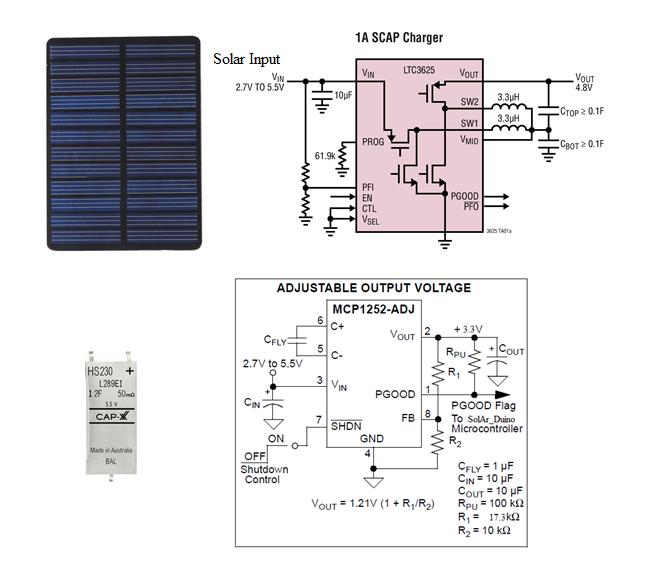 1A SCAP Charger
Solar Input
VIN
2.7V TO 5.5V
10µF
VIN
LTC3625
VOUT
VOUT
4.8V
SW2
3.3µH
3.3µH
SW1
CTOP ≥ 0.1F
PROG
VMID
CBOT ≥ 0.1F
61.9k
PFI
EN
CTL
VSEL
PGOOD
PFO
3625 TA01a
ADJUSTABLE OUTPUT VOLTAGE
MCP1252-ADJ
6
C+
CFLY
5
C-
VOUT
2
+ 3.3V
RPU
COUT
+
R1
2.7V to 5.5V
3
VIN
+
CIN
PGOOD
1
PGOOD Flag
To SolAr_Duino
Microcontroller
7
SHDN
FB
8
R2
ON
OFF
Shutdown
Control
GND
4
CFLY = 1 µF
CIN = 10 µF
COUT = 10 µF
RPU = 100 kΩ
R1 = 17.3kΩ
R2 = 10 kΩ
VOUT = 1.21V (1 + R1/R2)
HS230 +
L289E1
1.2F 50mΩ
5.5 V
CAP-XX
Made in Australia
BAL